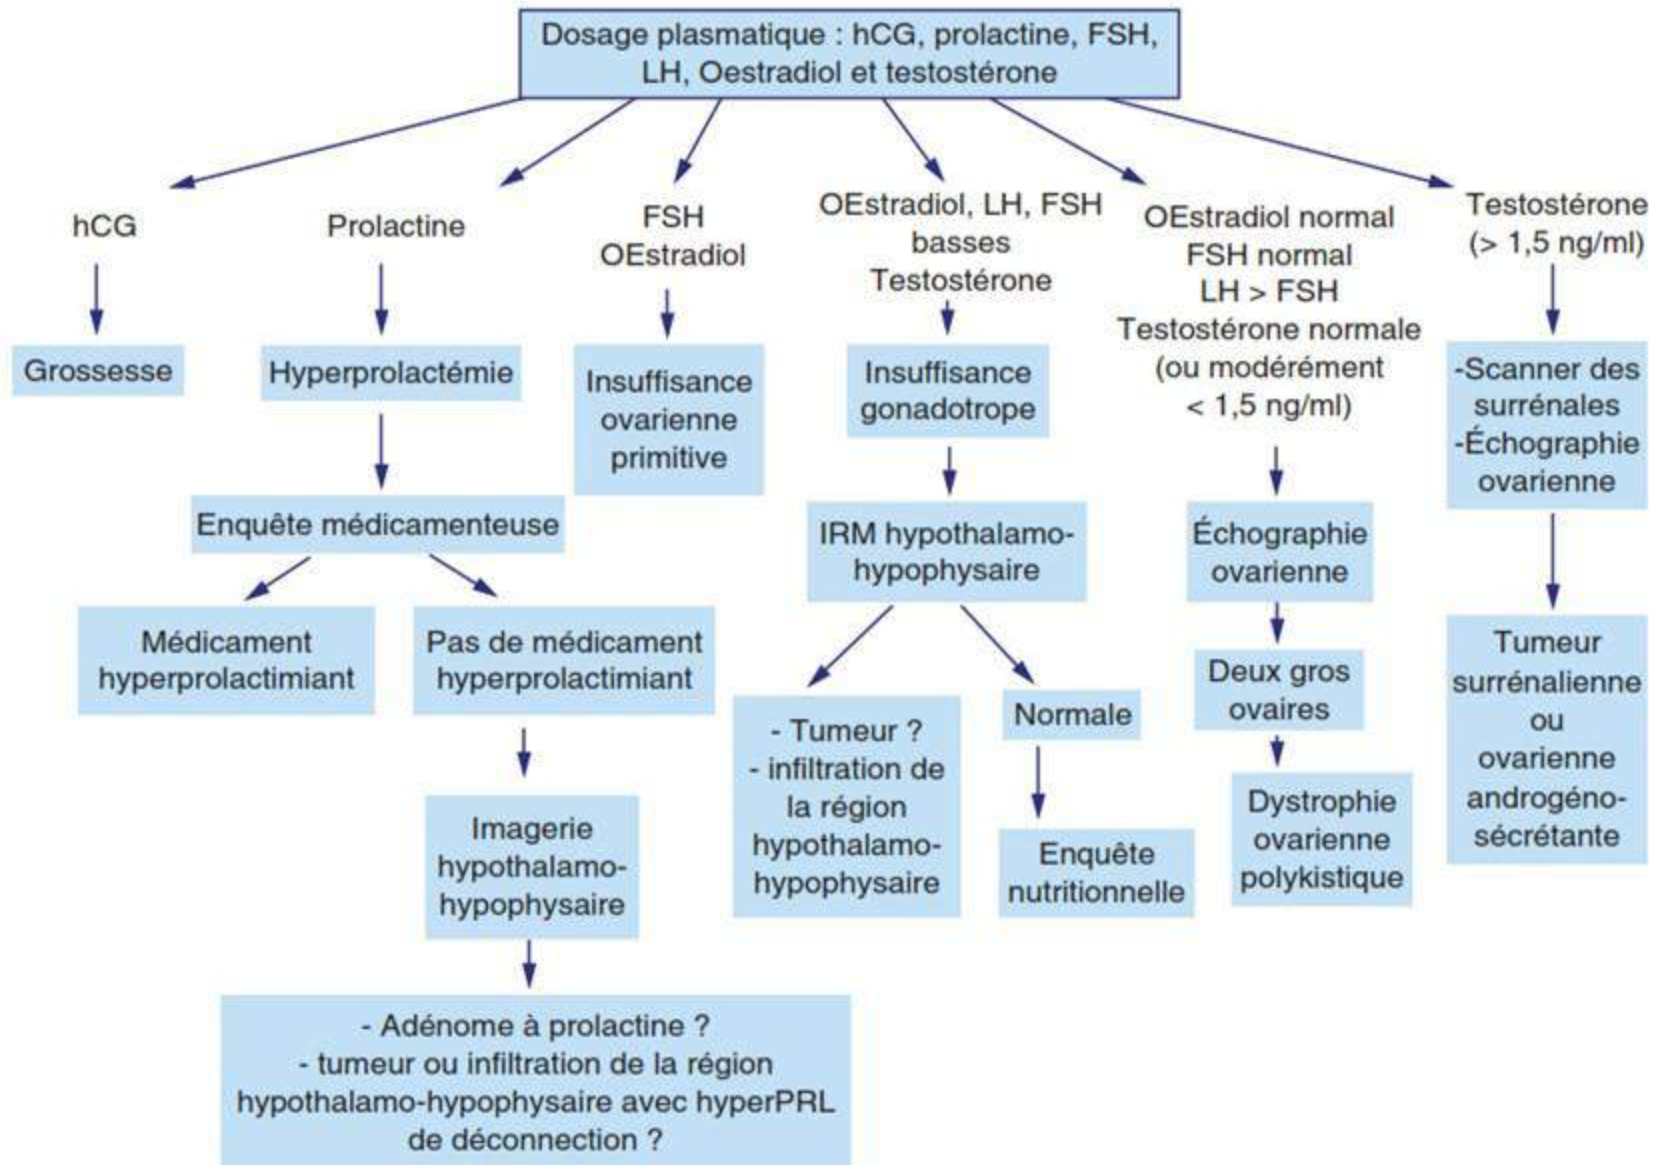 Dosage plasmatique : hCG, prolactine, FSH,
LH, Oestradiol et testostérone
hCG
Grossesse
Prolactine
Hyperprolactémie
Enquête médicamenteuse
Médicament
hyperprolactimiant
Pas de médicament
hyperprolactimiant
Imagerie
hypothalamo-
hypophysaire
- Adénome à prolactine ?
- tumeur ou infiltration de la région
hypothalamo-hypophysaire avec hyperPRL
de déconnection ?
FSH
OEstradiol
Insuffisance
ovarienne
primitive
OEstradiol, LH, FSH
basses
Testostérone
Insuffisance
gonadotrope
IRM hypothalamo-
hypophysaire
- Tumeur ?
- infiltration de
la région
hypothalamo-
hypophysaire
Normale
Enquête
nutritionnelle
OEstradiol normal
FSH normal
LH > FSH
Testostérone normale
(ou modérément
< 1,5 ng/ml)
Échographie
ovarienne
Deux gros
ovaires
Dystrophie
ovarienne
polykistique
Testostérone
(> 1,5 ng/ml)
-Scanner des
surrénales
-Échographie
ovarienne
Tumeur
surrénalienne
ou
ovarienne
androgéno-
sécrétante